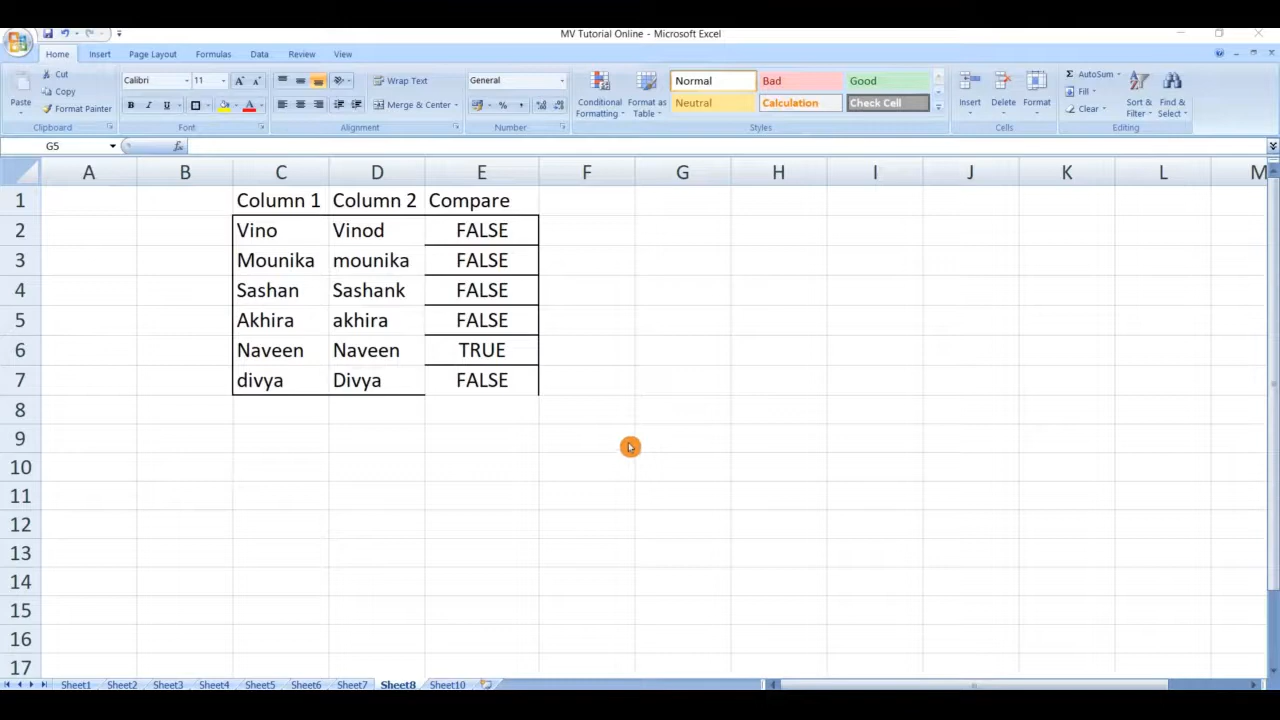 MV Tutorial Online - Microsoft Excel
Home Insert Page Layout Formulas Data Review View
Paste
Cut
Copy
Format Painter
Clipboard
Calibri 11
B I U
Font
Wrap Text
Merge & Center
Alignment
General
$ % ,
Number
Conditional Formatting
Format as Table
Normal Bad Good
Neutral Calculation Check Cell
Styles
Insert Delete Format
Cells
Σ AutoSum
Fill
Clear
Sort & Filter
Find & Select
Editing
G5 fx
A B C D E F G H I J K L M
1 Column 1 Column 2 Compare
2 Vino Vinod FALSE
3 Mounika mounika FALSE
4 Sashan Sashank FALSE
5 Akhira akhira FALSE
6 Naveen Naveen TRUE
7 divya Divya FALSE
8
9
10
11
12
13
14
15
16
17
Sheet1 Sheet2 Sheet3 Sheet4 Sheet5 Sheet6 Sheet7 Sheet8 Sheet10